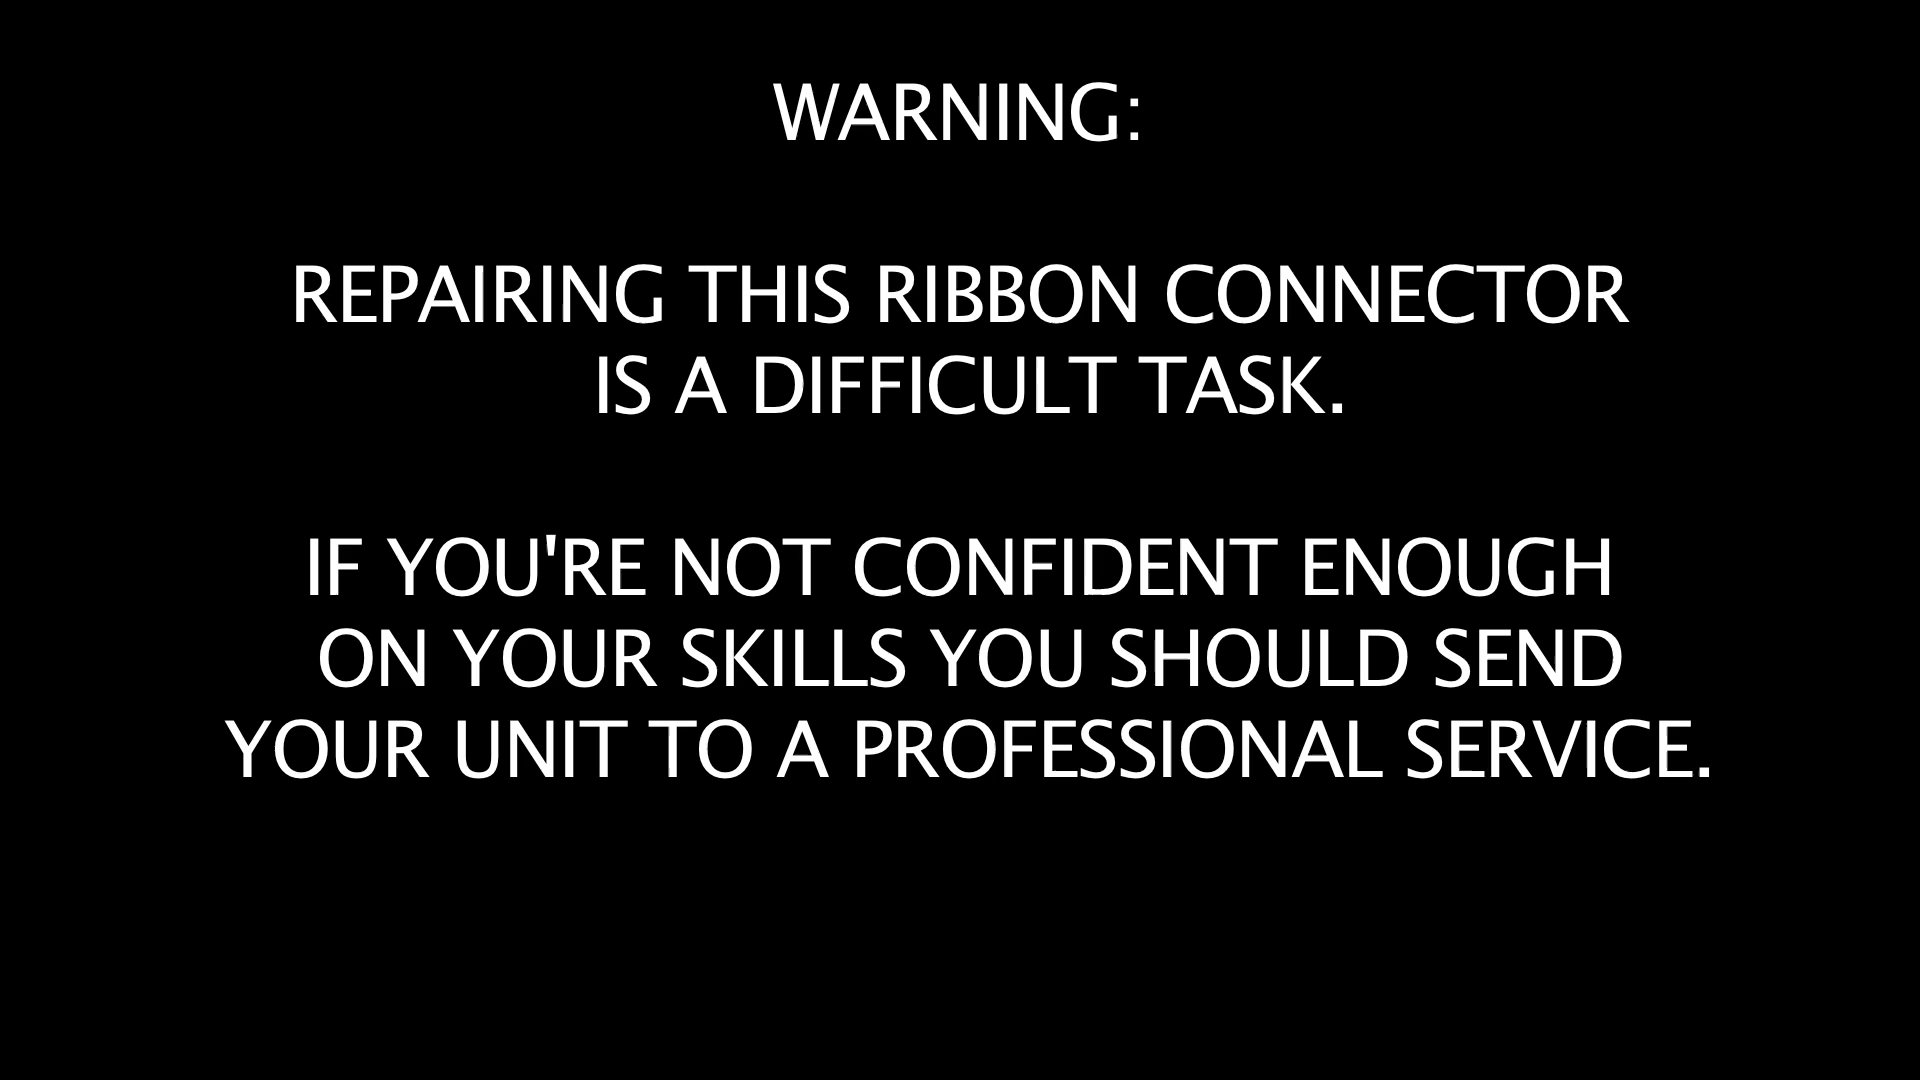 WARNING:
REPAIRING THIS RIBBON CONNECTOR
IS A DIFFICULT TASK.
IF YOU'RE NOT CONFIDENT ENOUGH
ON YOUR SKILLS YOU SHOULD SEND
YOUR UNIT TO A PROFESSIONAL SERVICE.